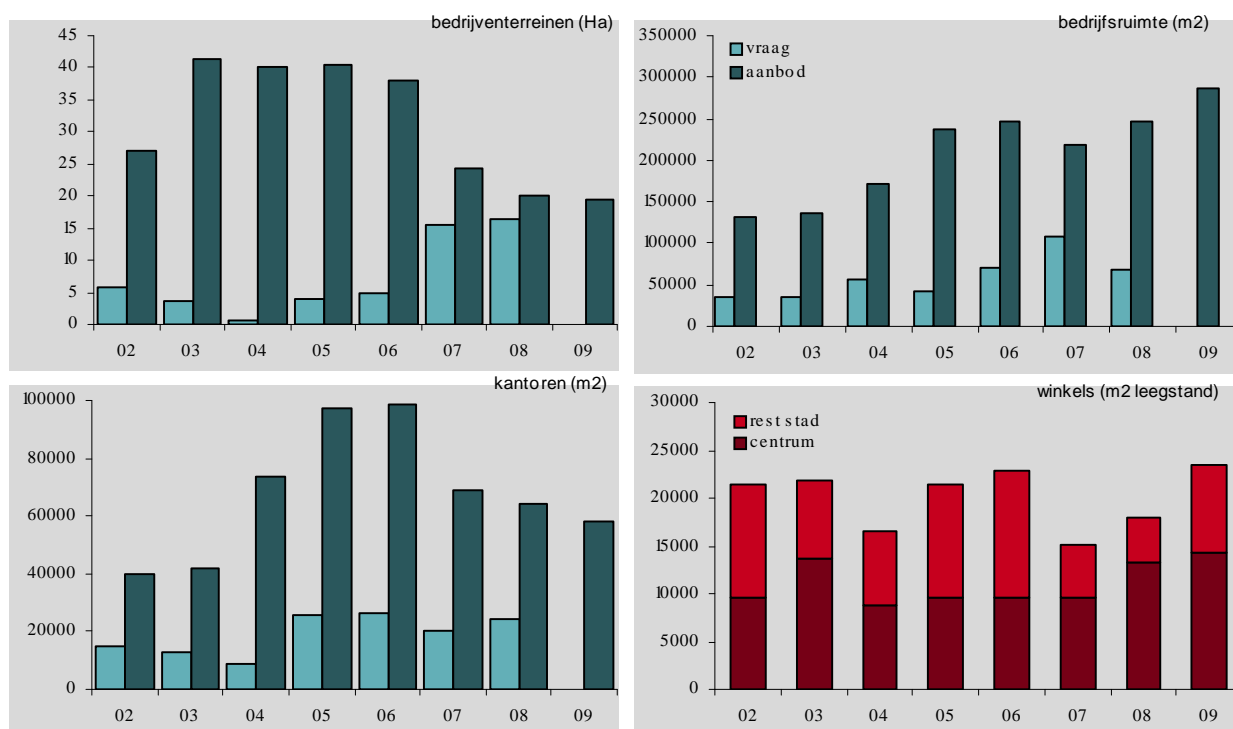 bedrijventerreinen (Ha)
45
40
35
30
25
20
15
10
5
0
02 03 04 05 06 07 08 09
bedrijfsruimte (m2)
vraag
aanbod
350000
300000
250000
200000
150000
100000
50000
0
02 03 04 05 06 07 08 09
kantoren (m2)
100000
80000
60000
40000
20000
0
02 03 04 05 06 07 08 09
winkels (m2 leegstand)
rest stad
centrum
30000
25000
20000
15000
10000
5000
0
02 03 04 05 06 07 08 09